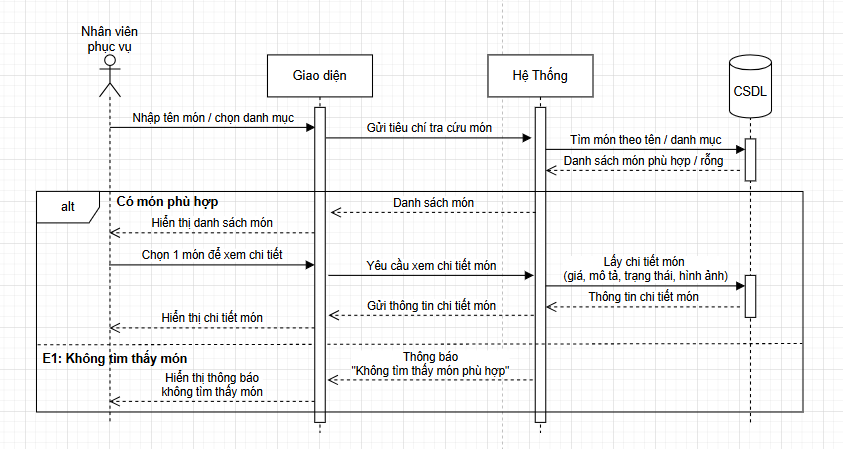 Nhân viên
phục vụ
Giao diện
Hệ Thống
CSDL
Nhập tên món / chọn danh mục
Gửi tiêu chí tra cứu món
Tìm món theo tên / danh mục
Danh sách món phù hợp / rỗng
alt
Có món phù hợp
Danh sách món
Hiển thị danh sách món
Chọn 1 món để xem chi tiết
Yêu cầu xem chi tiết món
Lấy chi tiết món
(giá, mô tả, trạng thái, hình ảnh)
Thông tin chi tiết món
Gửi thông tin chi tiết món
Hiển thị chi tiết món
E1: Không tìm thấy món
Thông báo
"Không tìm thấy món phù hợp"
Hiển thị thông báo
không tìm thấy món